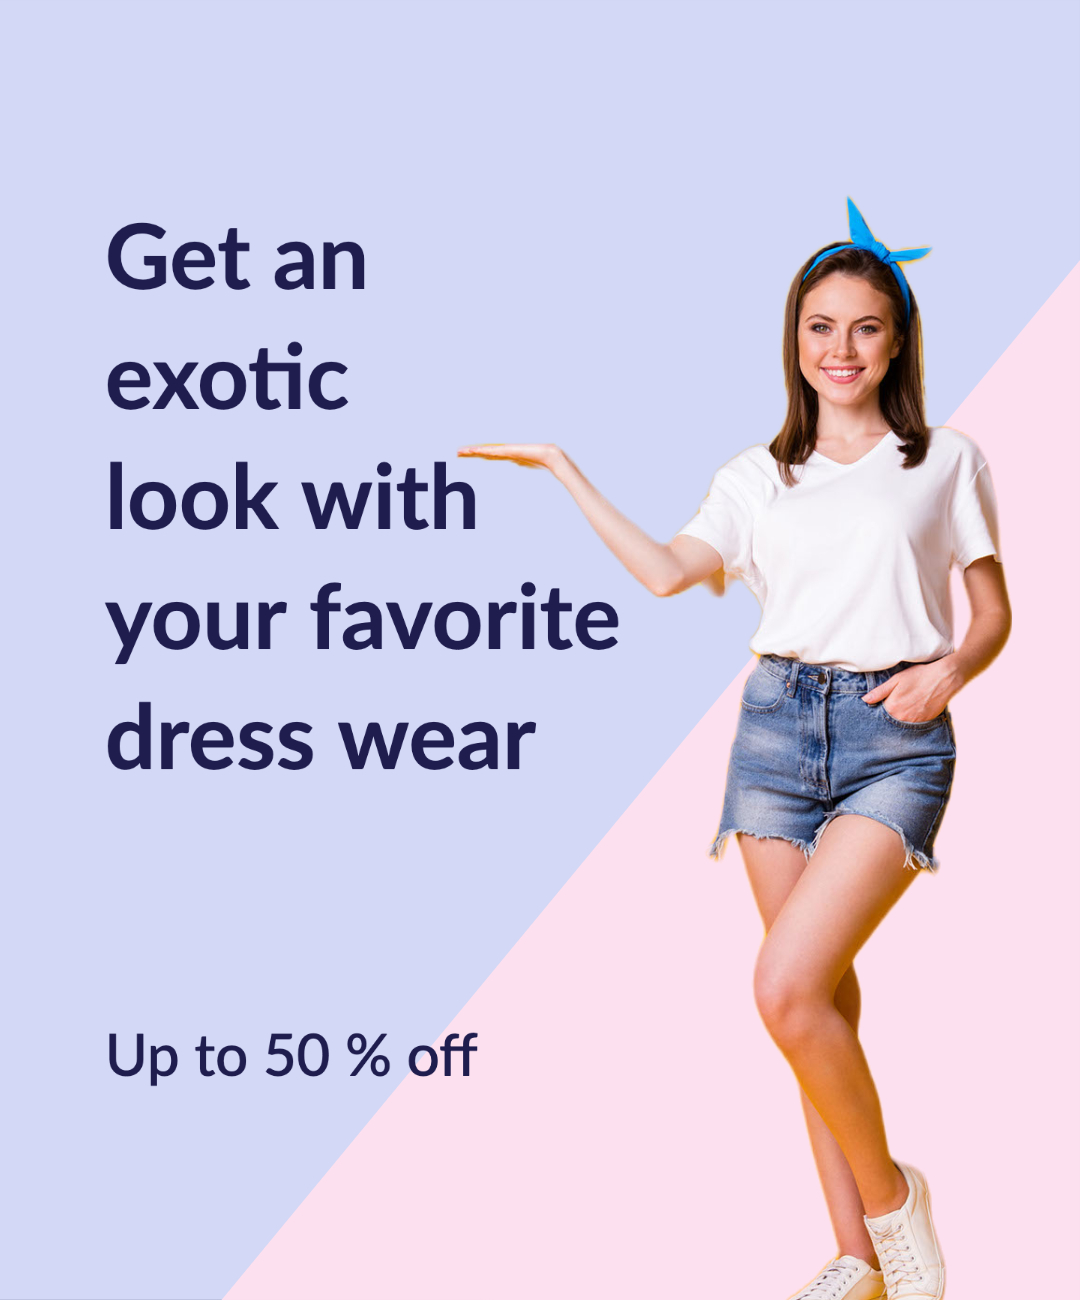 Get an
exotic
look with
your favorite
dress wear
Up to 50 % off